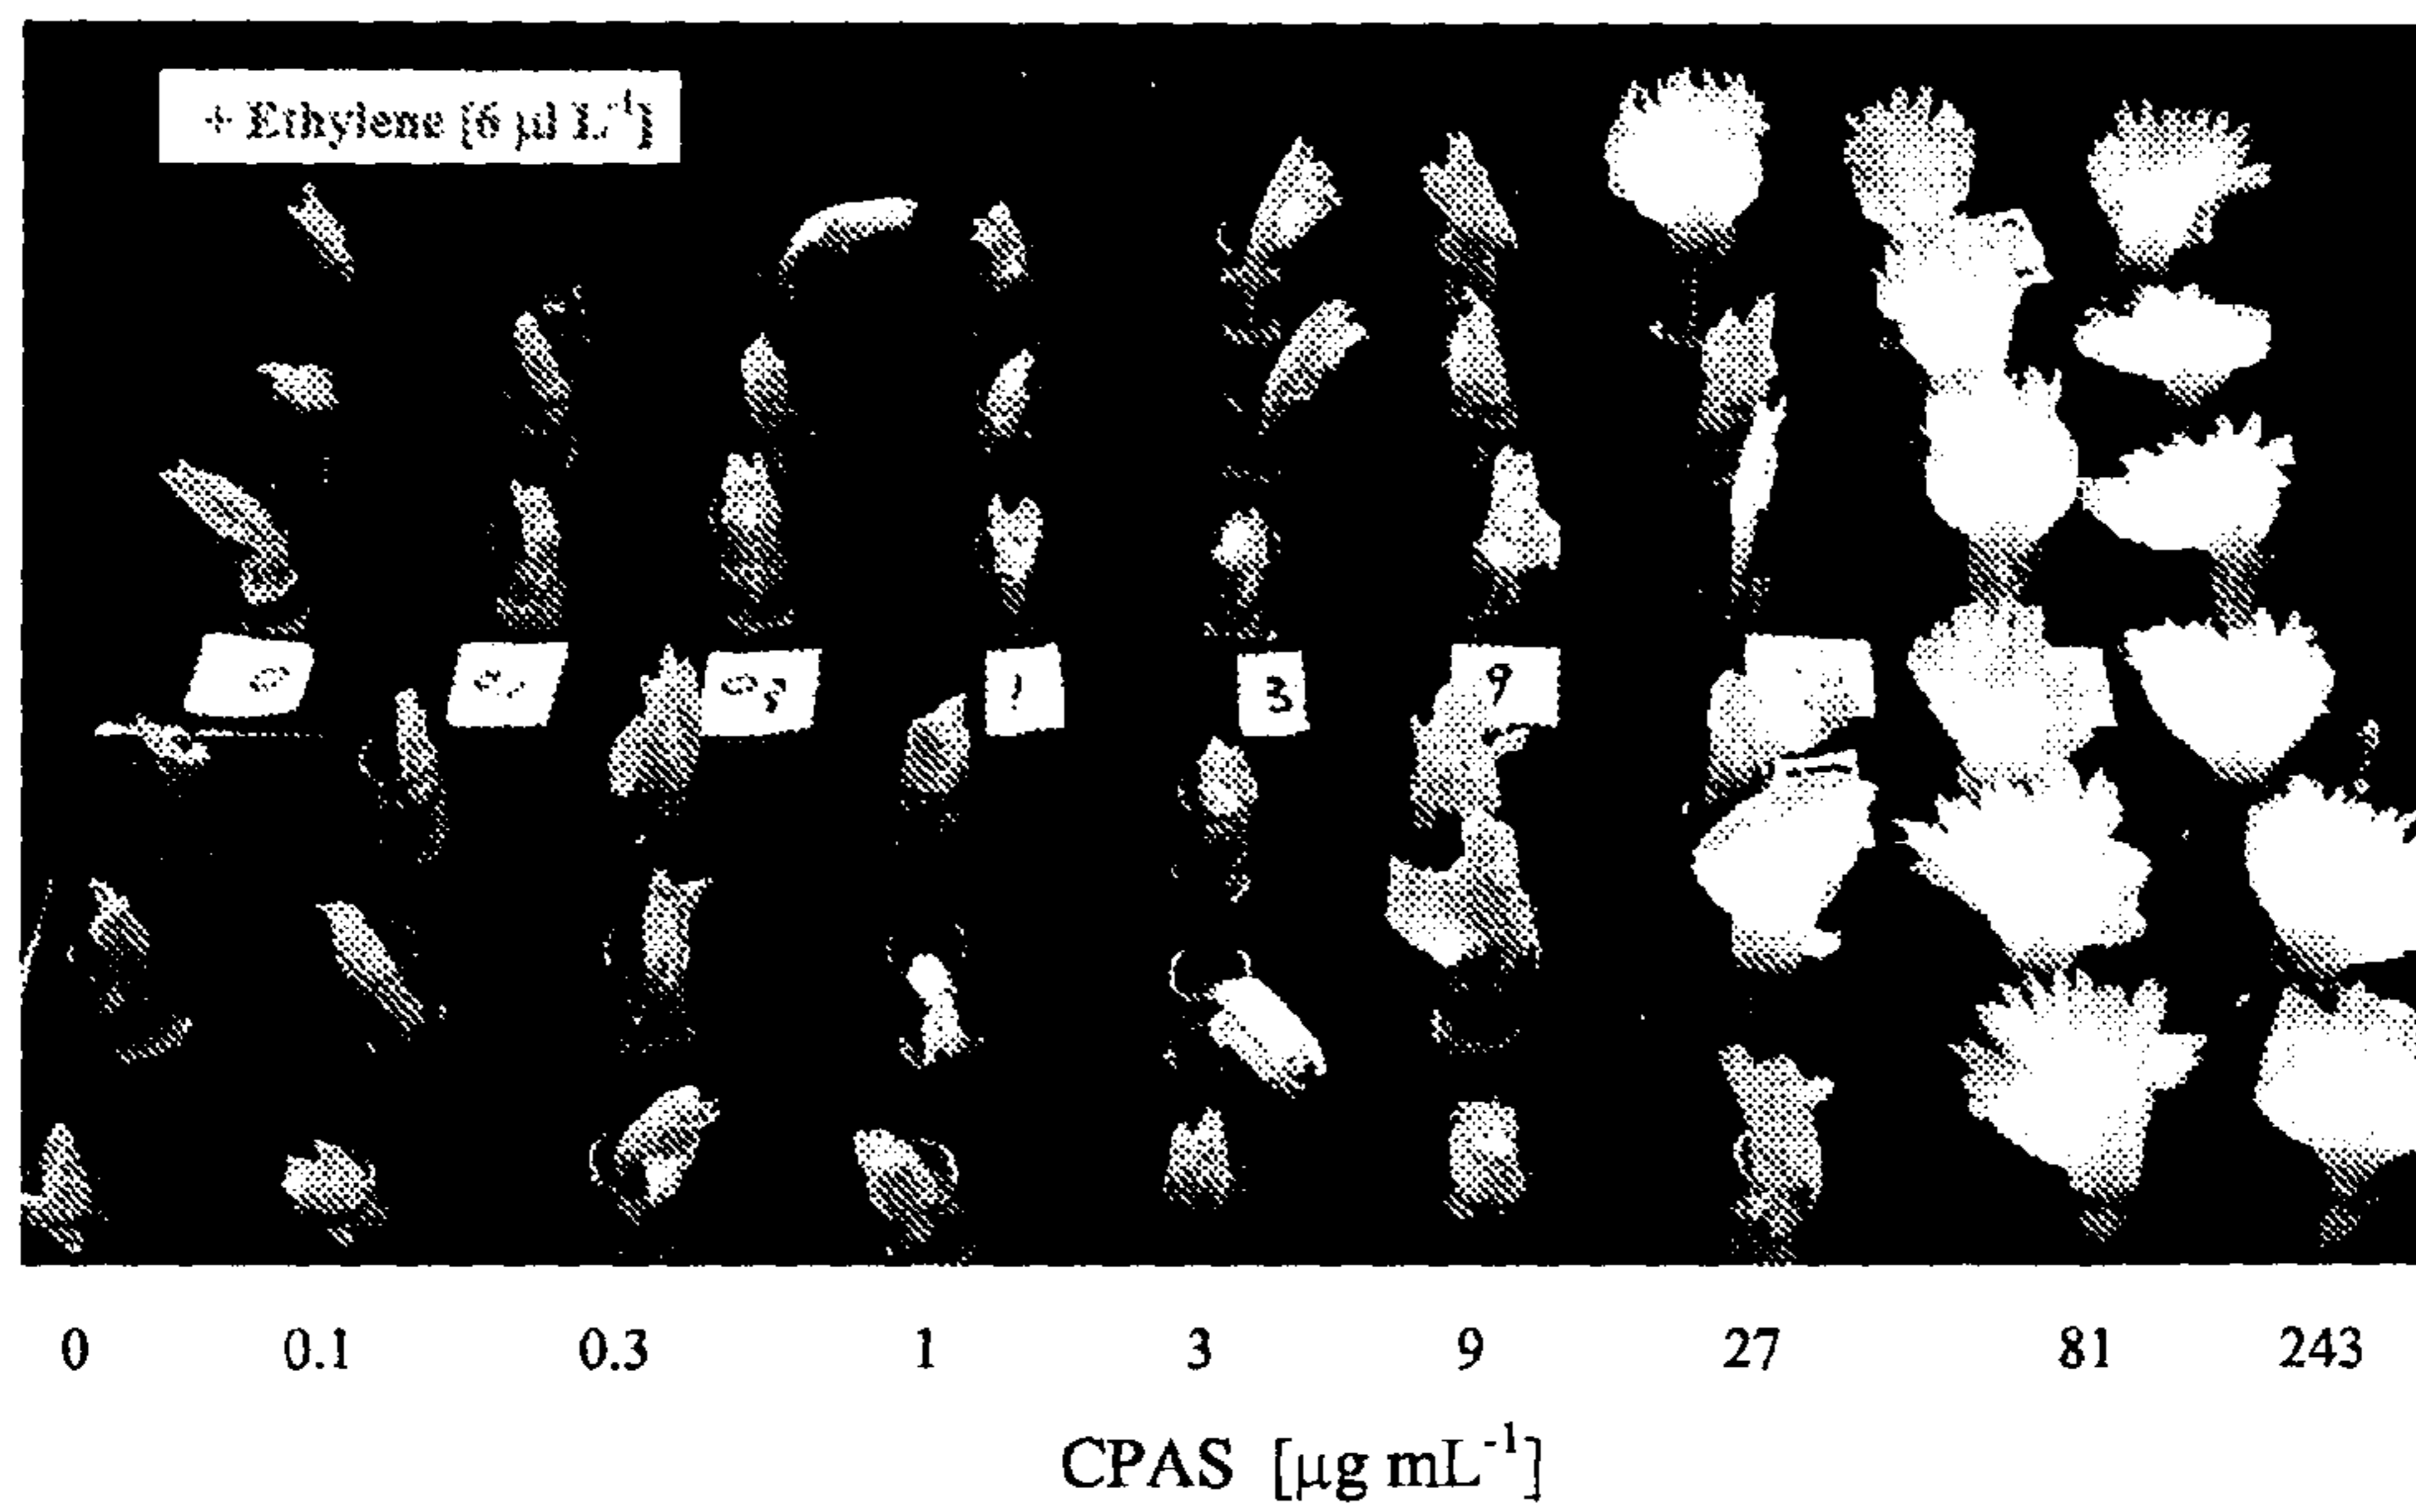 + Ethylene [6 µl L⁻¹]
0
1
3
9
0 0.1 0.3 1 3 9 27 81 243
CPAS [µg mL⁻¹]